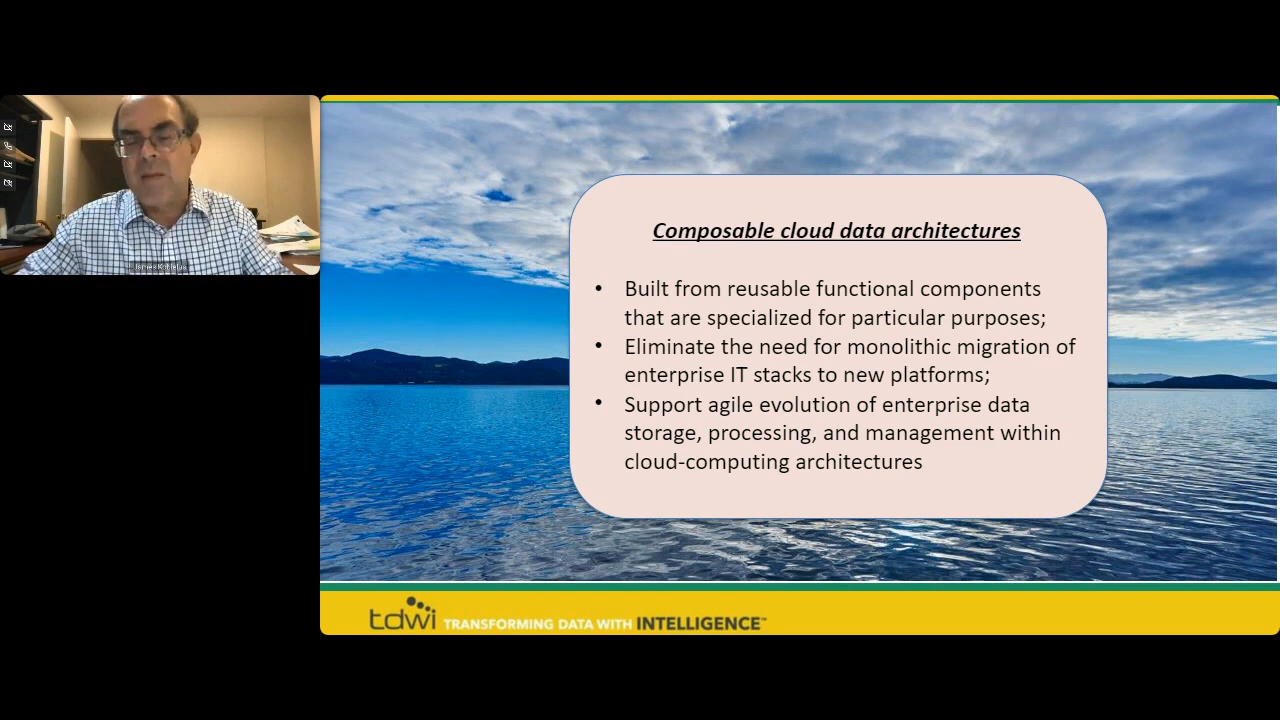 James Kobielus
Composable cloud data architectures
• Built from reusable functional components
that are specialized for particular purposes;
• Eliminate the need for monolithic migration of
enterprise IT stacks to new platforms;
• Support agile evolution of enterprise data
storage, processing, and management within
cloud-computing architectures
tdwi TRANSFORMING DATA WITH INTELLIGENCE™